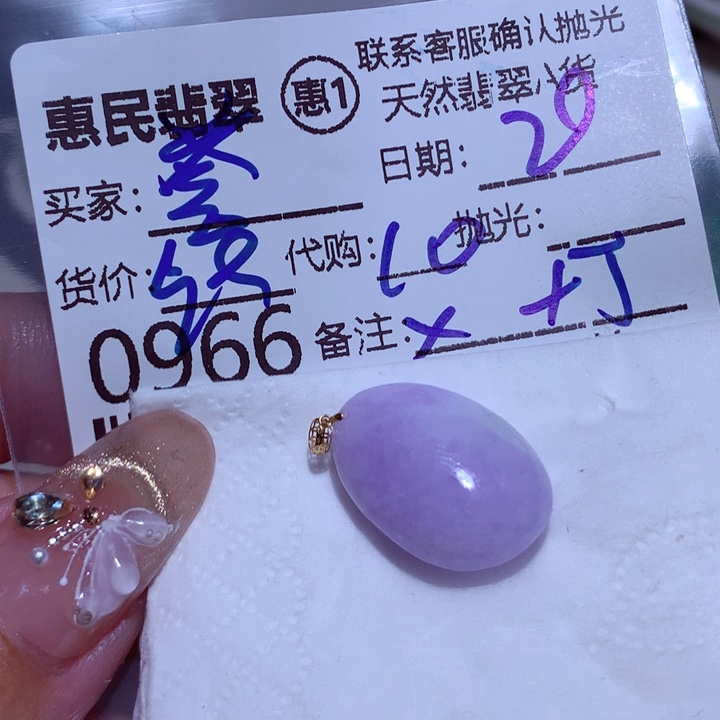 联系客服确认抛光
惠民翡翠 惠1 天然翡翠A货
买家： 日期：29
货价： 代购：10 抛光：
0966 备注：× +打